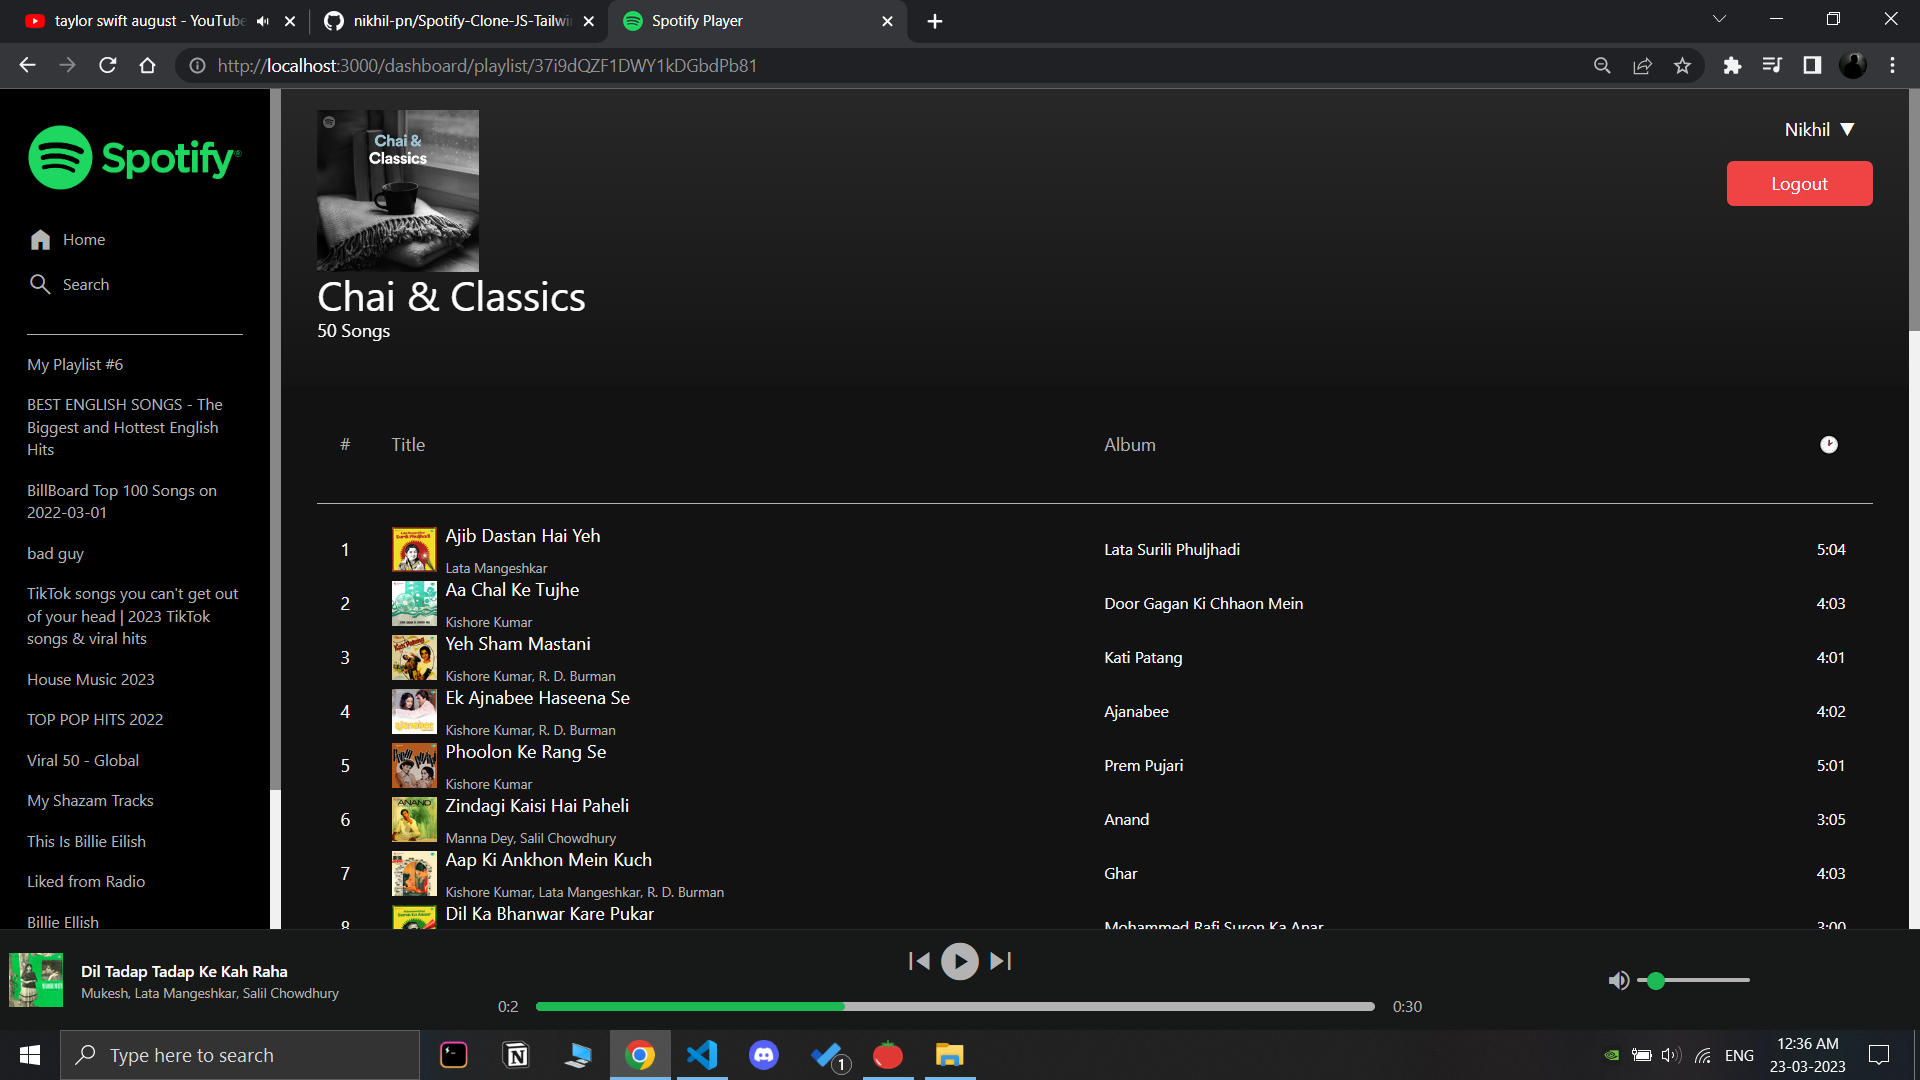 taylor swift august - YouTube
nikhil-pn/Spotify-Clone-JS-Tailwi
Spotify Player
http://localhost:3000/dashboard/playlist/37i9dQZF1DWY1kDGbdPb81
Spotify®
Home
Search
My Playlist #6
BEST ENGLISH SONGS - The
Biggest and Hottest English
Hits
BillBoard Top 100 Songs on
2022-03-01
bad guy
TikTok songs you can't get out
of your head | 2023 TikTok
songs & viral hits
House Music 2023
TOP POP HITS 2022
Viral 50 - Global
My Shazam Tracks
This Is Billie Eilish
Liked from Radio
Billie Ellish
Chai &
Classics
Nikhil ▼
Logout
Chai & Classics
50 Songs
# Title Album
1 Ajib Dastan Hai Yeh Lata Surili Phuljhadi 5:04
Lata Mangeshkar
2 Aa Chal Ke Tujhe Door Gagan Ki Chhaon Mein 4:03
Kishore Kumar
3 Yeh Sham Mastani Kati Patang 4:01
Kishore Kumar, R. D. Burman
4 Ek Ajnabee Haseena Se Ajanabee 4:02
Kishore Kumar, R. D. Burman
5 Phoolon Ke Rang Se Prem Pujari 5:01
Kishore Kumar
6 Zindagi Kaisi Hai Paheli Anand 3:05
Manna Dey, Salil Chowdhury
7 Aap Ki Ankhon Mein Kuch Ghar 4:03
Kishore Kumar, Lata Mangeshkar, R. D. Burman
8 Dil Ka Bhanwar Kare Pukar Mohammed Rafi Suron Ka Anar 3:00
Dil Tadap Tadap Ke Kah Raha
Mukesh, Lata Mangeshkar, Salil Chowdhury
0:2
0:30
Type here to search
1
ENG
12:36 AM
23-03-2023